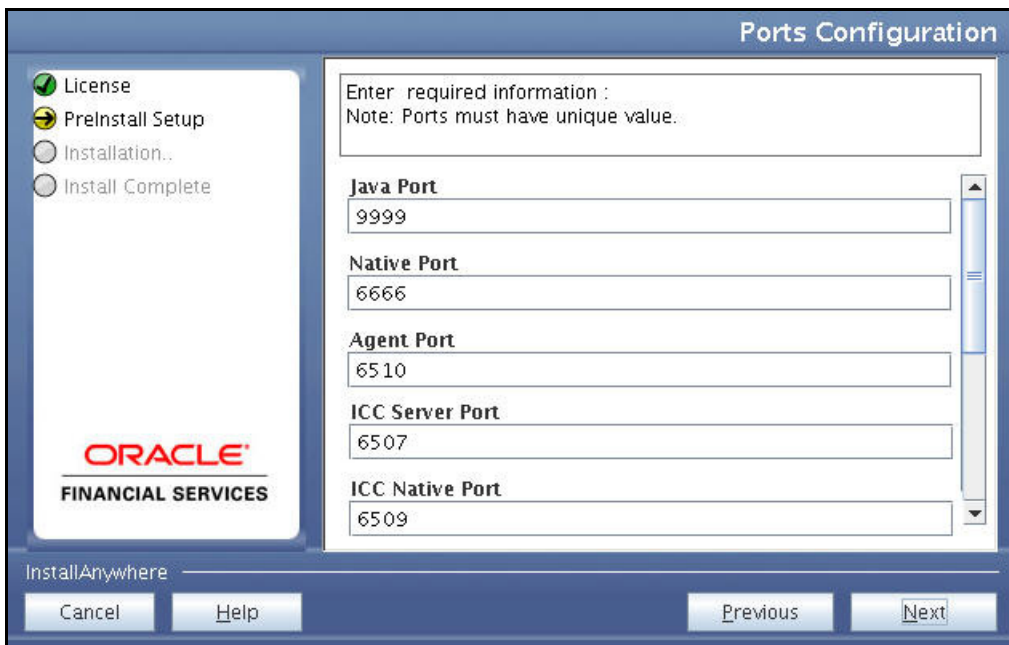 Ports Configuration
License
PreInstall Setup
Installation..
Install Complete
ORACLE
FINANCIAL SERVICES
Enter required information :
Note: Ports must have unique value.
Java Port
9999
Native Port
6666
Agent Port
6510
ICC Server Port
6507
ICC Native Port
6509
InstallAnywhere
Cancel
Help
Previous
Next